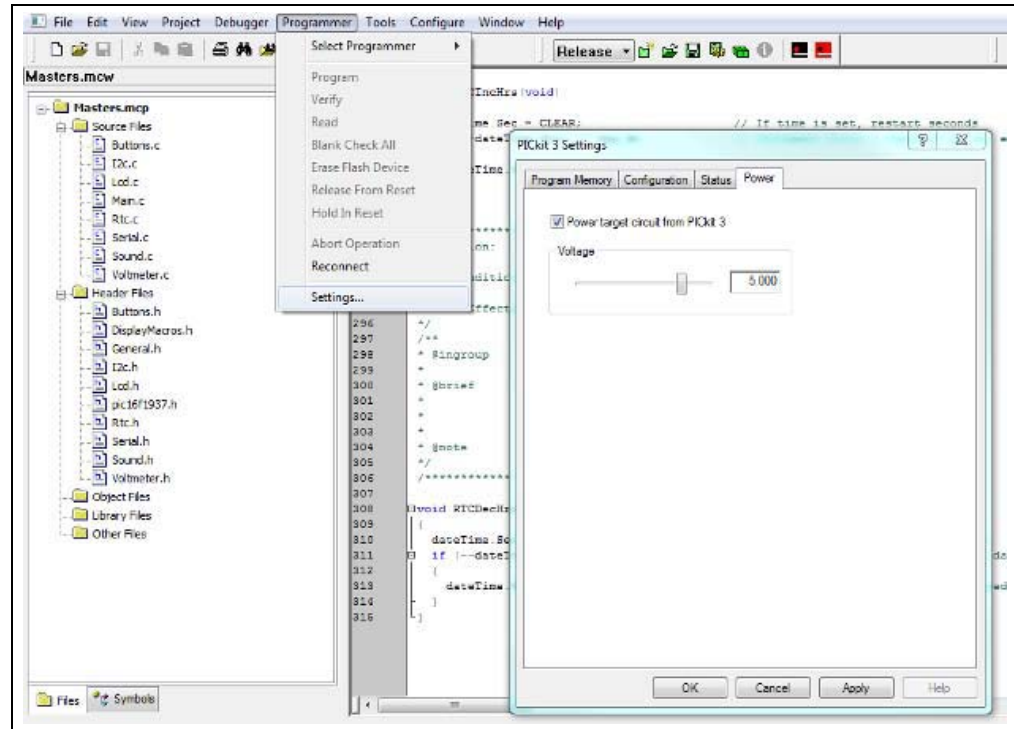 File Edit View Project Debugger Programmer Tools Configure Window Help
Release
Masters.mcw
Masters.mcp
Source Files
Buttons.c
I2c.c
Lcd.c
Main.c
Rtc.c
Serial.c
Sound.c
Voltmeter.c
Header Files
Buttons.h
DisplayMacros.h
General.h
I2c.h
Lcd.h
pic16f1937.h
Rtc.h
Serial.h
Sound.h
Voltmeter.h
Object Files
Library Files
Other Files
Files Symbols
Select Programmer
Program
Verify
Read
Blank Check All
Erase Flash Device
Release From Reset
Hold In Reset
Abort Operation
Reconnect
Settings...
IncHrs(void)
Sec = CLEAR; // If time is set, restart seconds
296 */
297 /**
298 * @ingroup
299 *
300 * @brief
301 *
302 *
303 *
304 * @note
305 */
306 /************
307
308 void RTCDecHrs
309 {
310 dateTime.Se
311 if (--date
312 {
313 dateTime.
314 }
315 }
PICkit 3 Settings
Program Memory Configuration Status Power
Power target circuit from PICkit 3
Voltage
5.000
OK Cancel Apply Help